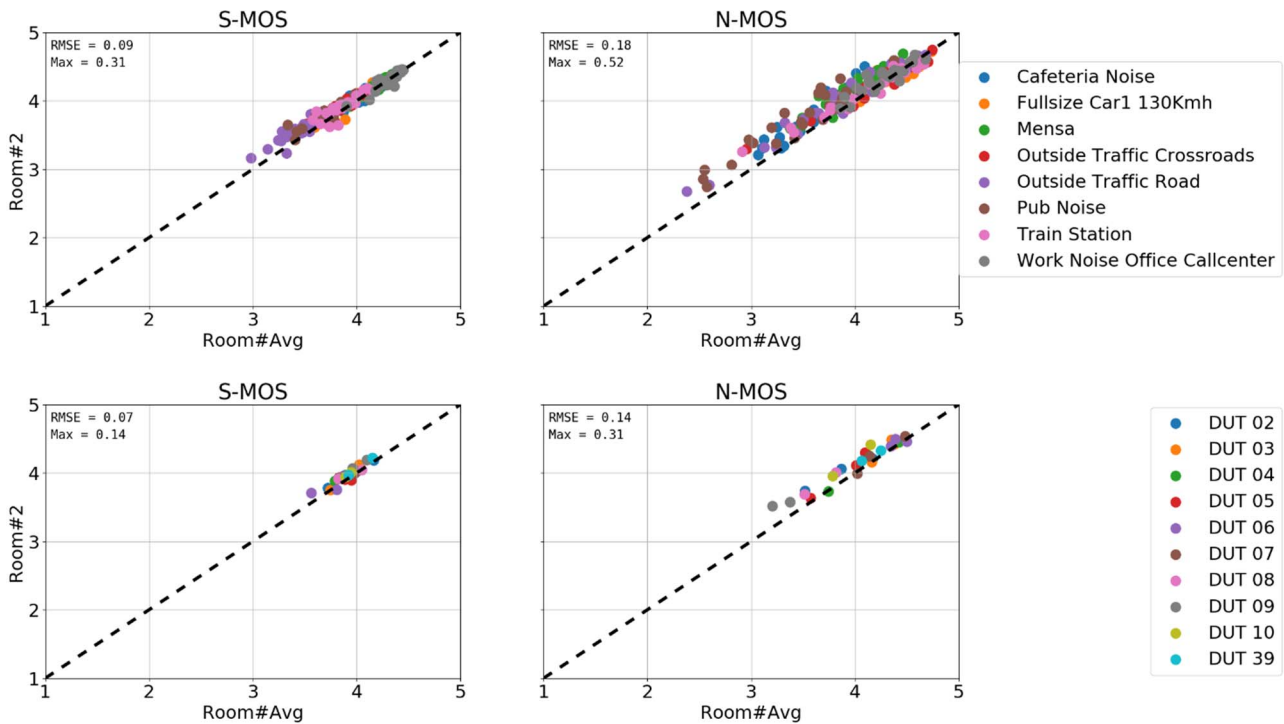 S-MOS
RMSE = 0.09
Max = 0.31
5
4
3
2
1
Room#2
1 2 3 4 5
Room#Avg
N-MOS
RMSE = 0.18
Max = 0.52
1 2 3 4 5
Room#Avg
Cafeteria Noise
Fullsize Car1 130Kmh
Mensa
Outside Traffic Crossroads
Outside Traffic Road
Pub Noise
Train Station
Work Noise Office Callcenter
S-MOS
RMSE = 0.07
Max = 0.14
5
4
3
2
1
Room#2
1 2 3 4 5
Room#Avg
N-MOS
RMSE = 0.14
Max = 0.31
1 2 3 4 5
Room#Avg
DUT 02
DUT 03
DUT 04
DUT 05
DUT 06
DUT 07
DUT 08
DUT 09
DUT 10
DUT 39